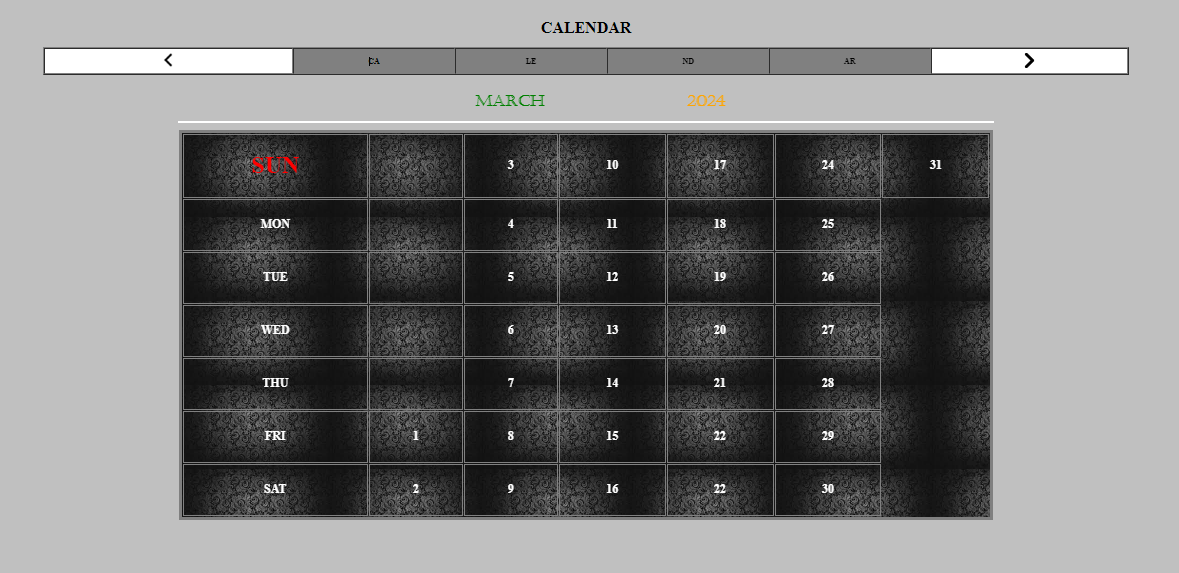 CALENDAR
CA LE ND AR
MARCH 2024
SUN 3 10 17 24 31
MON 4 11 18 25
TUE 5 12 19 26
WED 6 13 20 27
THU 7 14 21 28
FRI 1 8 15 22 29
SAT 2 9 16 22 30